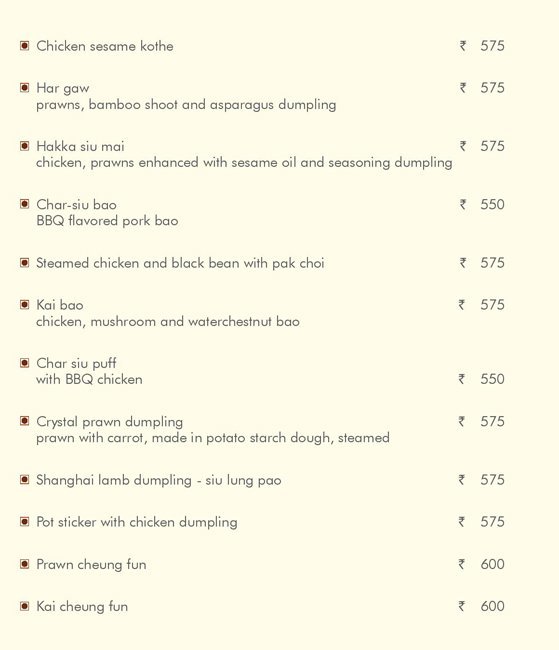 Chicken sesame kothe ₹ 575
Har gaw ₹ 575
prawns, bamboo shoot and asparagus dumpling
Hakka siu mai ₹ 575
chicken, prawns enhanced with sesame oil and seasoning dumpling
Char-siu bao ₹ 550
BBQ flavored pork bao
Steamed chicken and black bean with pak choi ₹ 575
Kai bao ₹ 575
chicken, mushroom and waterchestnut bao
Char siu puff
with BBQ chicken ₹ 550
Crystal prawn dumpling ₹ 575
prawn with carrot, made in potato starch dough, steamed
Shanghai lamb dumpling - siu lung pao ₹ 575
Pot sticker with chicken dumpling ₹ 575
Prawn cheung fun ₹ 600
Kai cheung fun ₹ 600